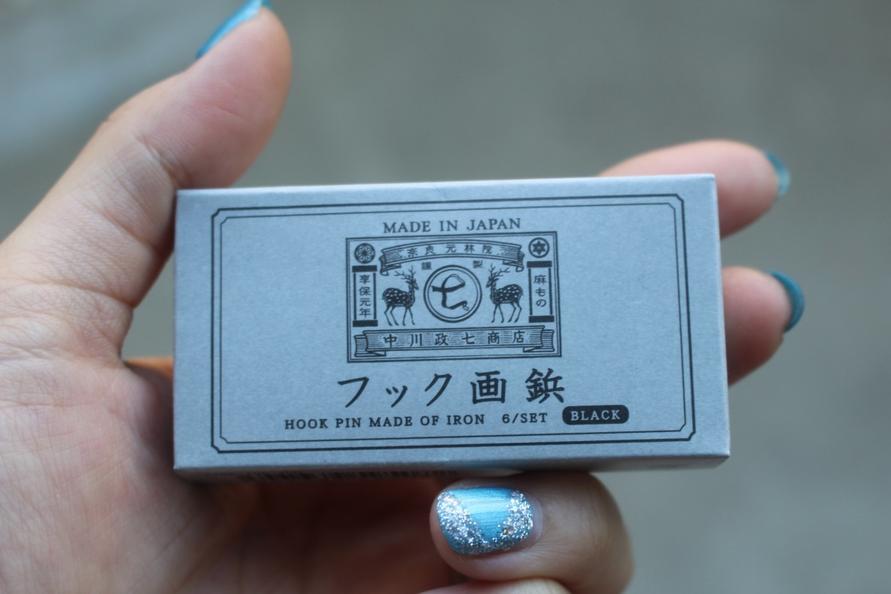 MADE IN JAPAN
奈良元林院
謹製
享保元年
七
麻もの
中川政七商店
フック画鋲
HOOK PIN MADE OF IRON 6/SET BLACK